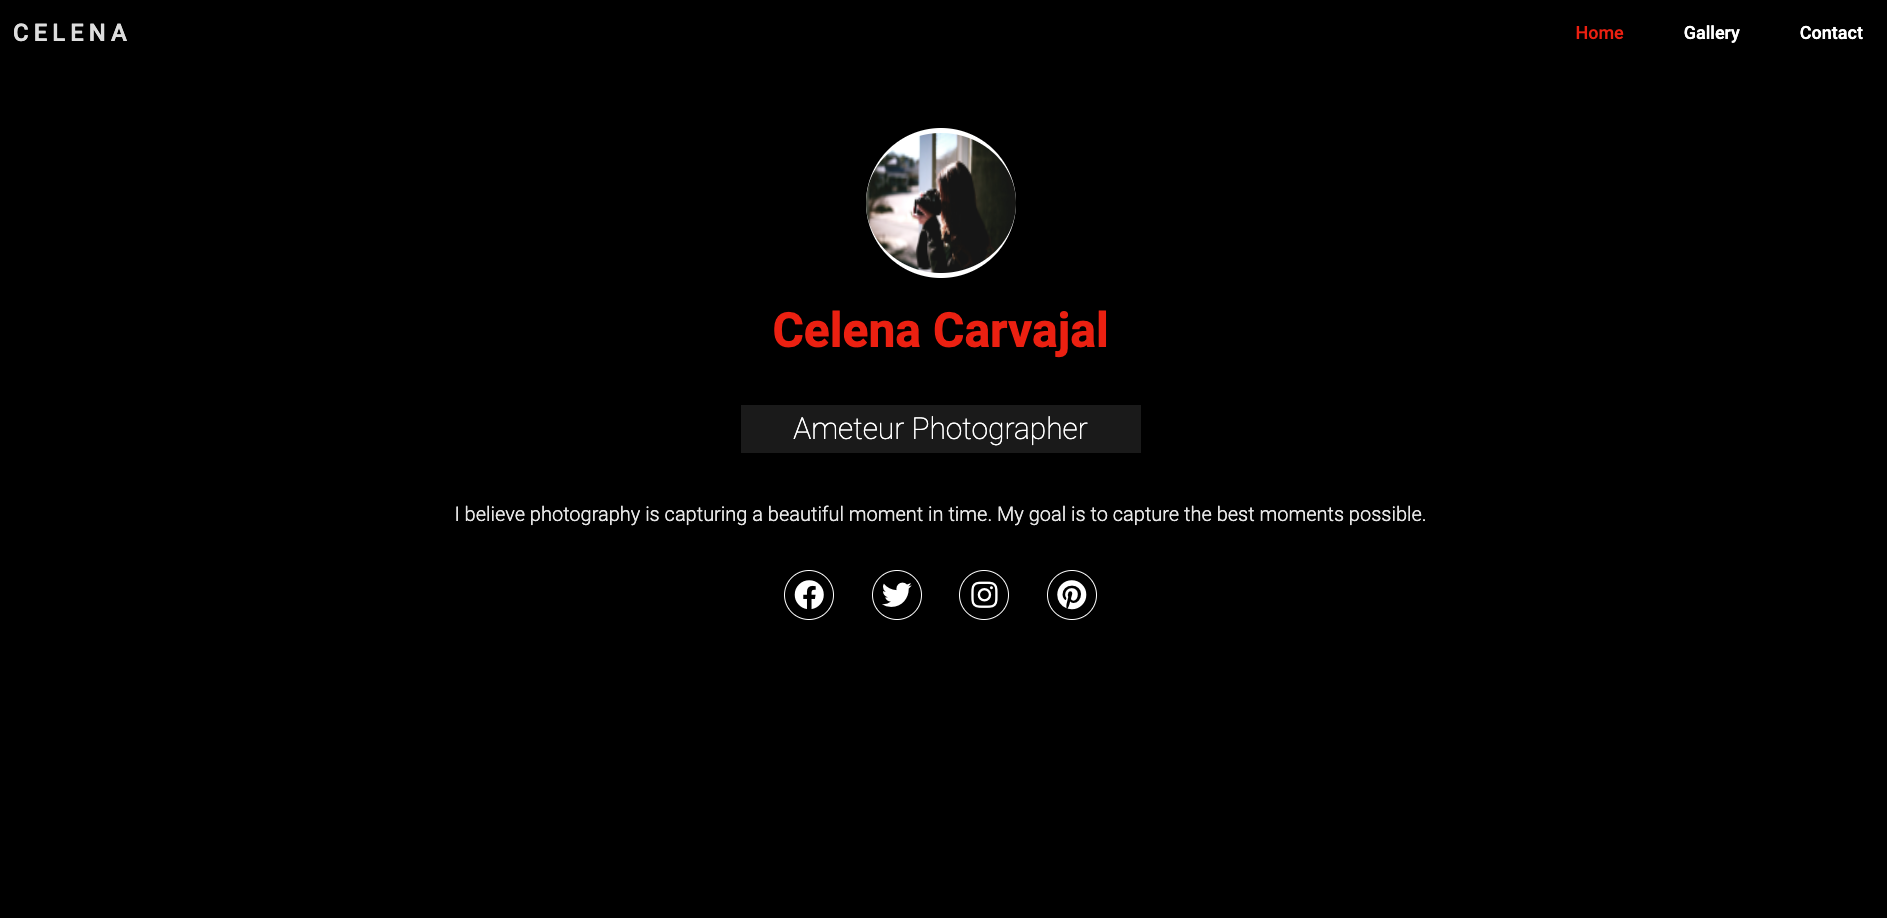 CELENA
Home Gallery Contact
Celena Carvajal
Ameteur Photographer
I believe photography is capturing a beautiful moment in time. My goal is to capture the best moments possible.